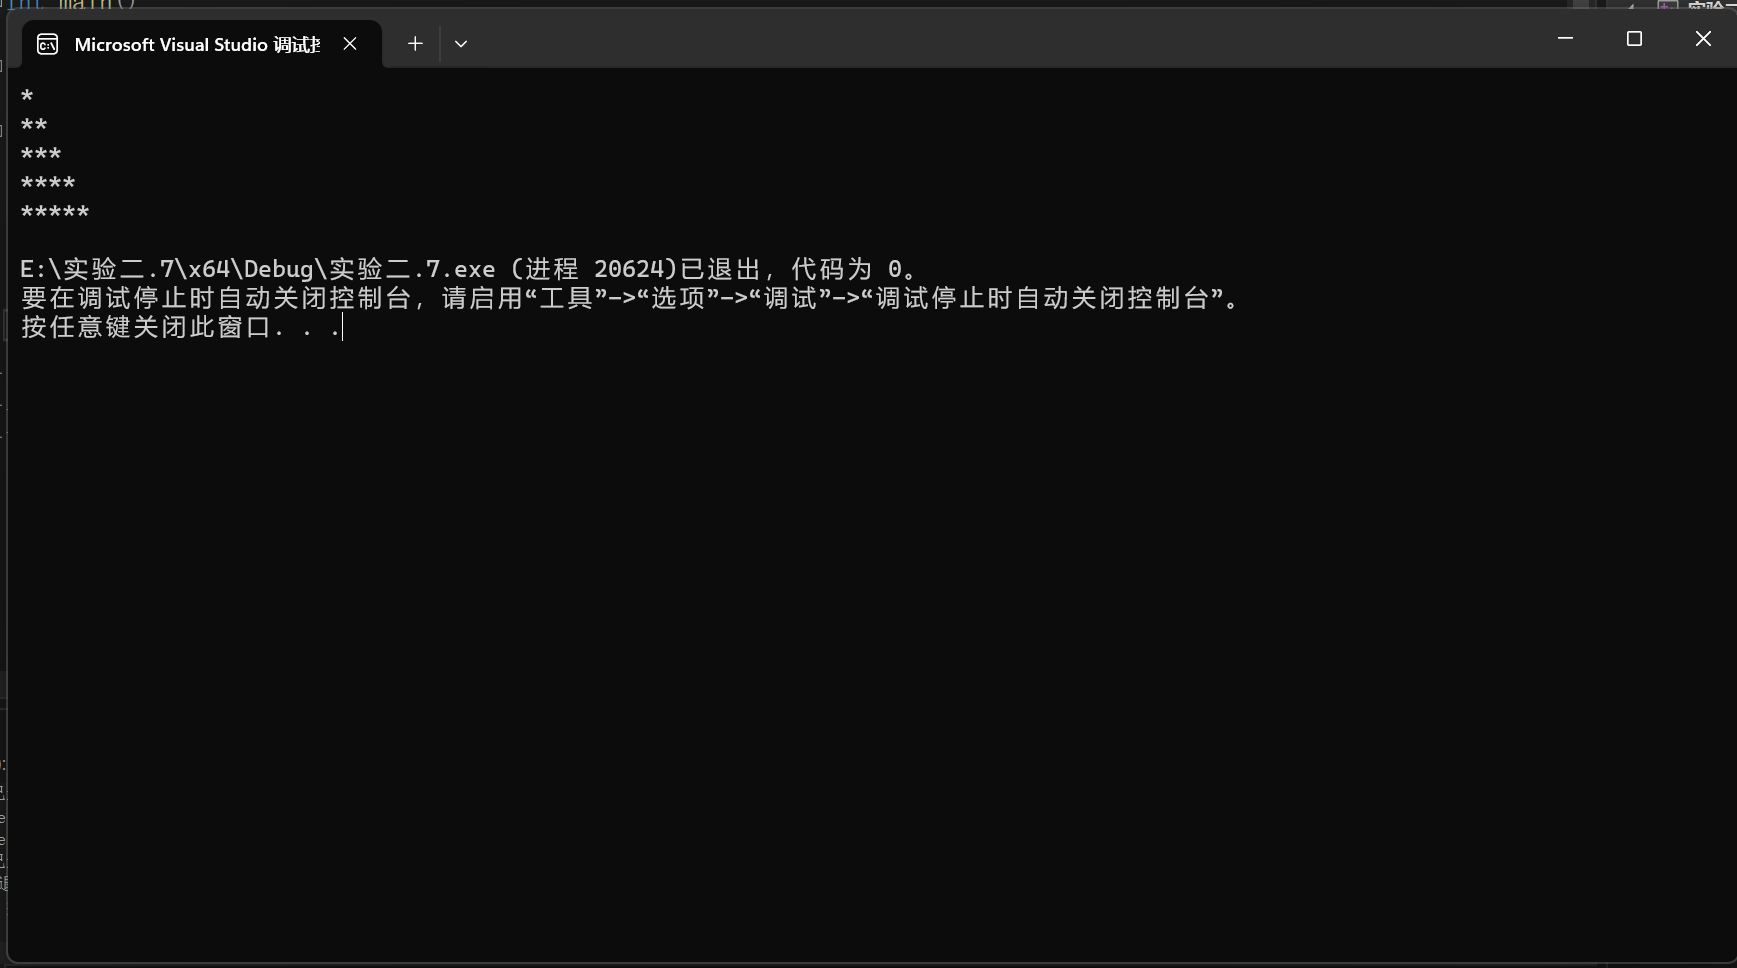 int main()
Microsoft Visual Studio 调试
*
**
***
****
*****
E:\实验二.7\x64\Debug\实验二.7.exe (进程 20624)已退出，代码为 0。
要在调试停止时自动关闭控制台，请启用“工具”->“选项”->“调试”->“调试停止时自动关闭控制台”。
按任意键关闭此窗口. . .